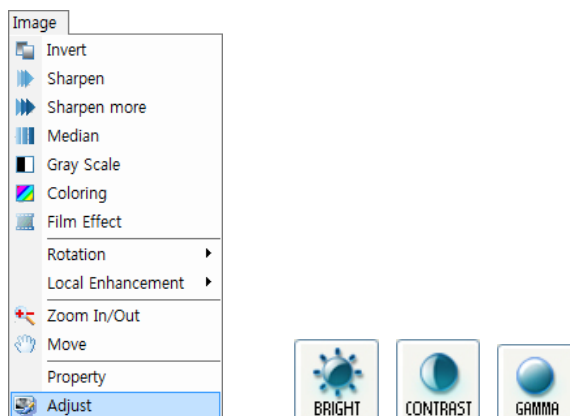 Image
Invert
Sharpen
Sharpen more
Median
Gray Scale
Coloring
Film Effect
Rotation
Local Enhancement
Zoom In/Out
Move
Property
Adjust
BRIGHT CONTRAST GAMMA